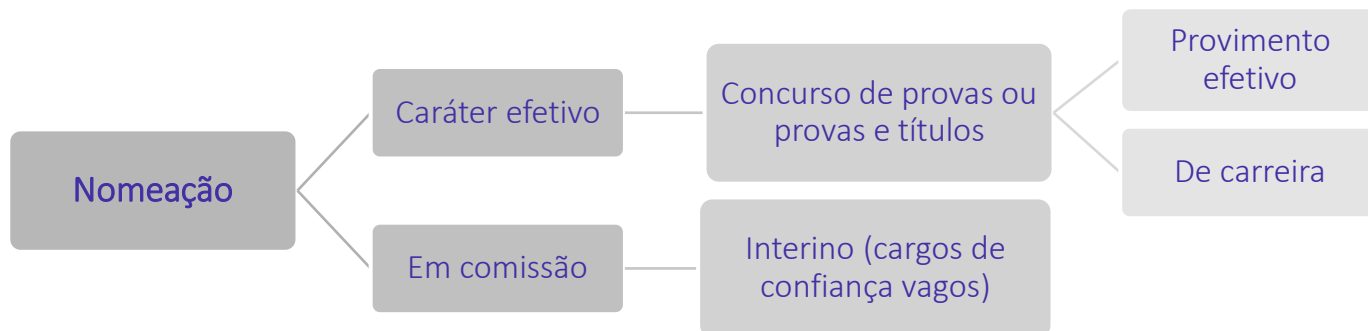 Nomeação
Caráter efetivo
Concurso de provas ou
provas e títulos
Provimento
efetivo
De carreira
Em comissão
Interino (cargos de
confiança vagos)